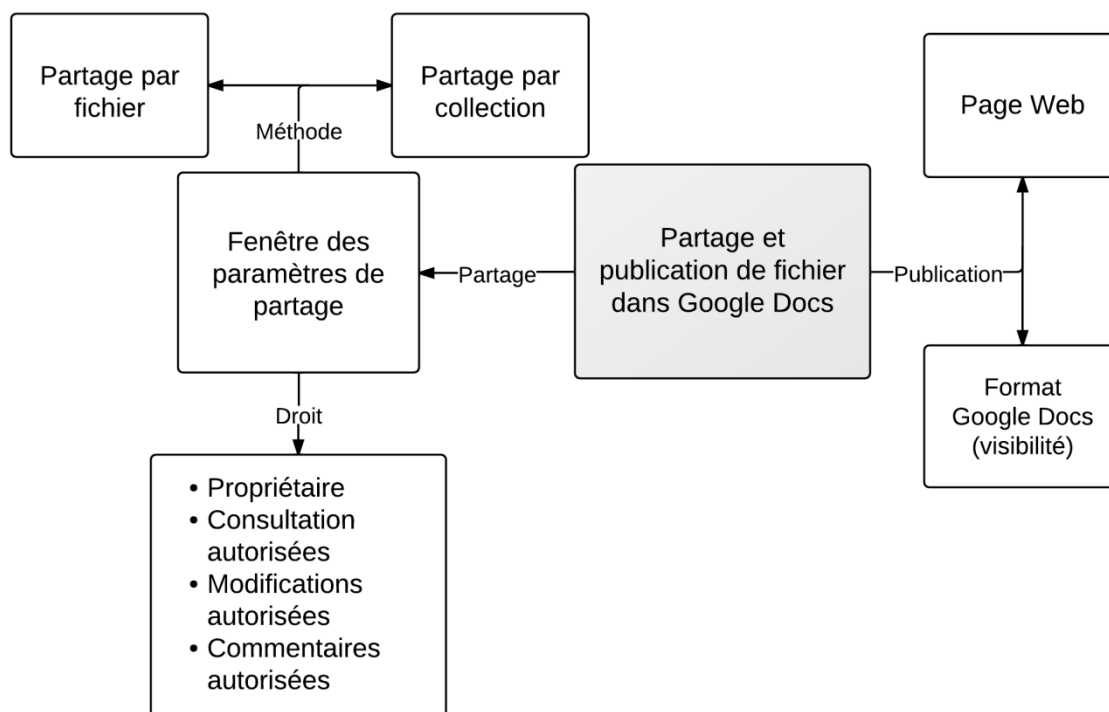 Partage par
fichier
Partage par
collection
Page Web
Méthode
Fenêtre des
paramètres de
partage
Partage
Partage et
publication de fichier
dans Google Docs
Publication
Droit
Format
Google Docs
(visibilité)
• Propriétaire
• Consultation
autorisées
• Modifications
autorisées
• Commentaires
autorisées